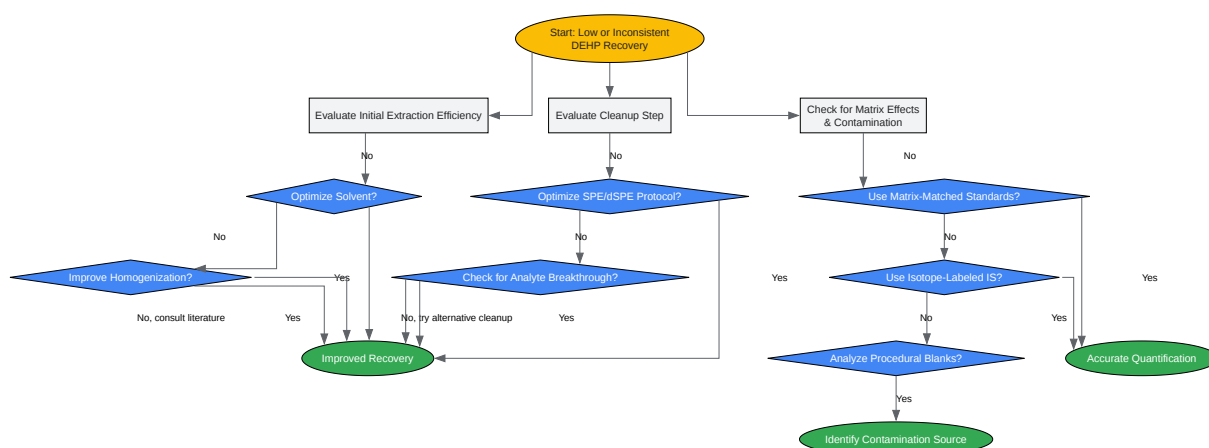 Start: Low or Inconsistent
DEHP Recovery
Evaluate Initial Extraction Efficiency
Evaluate Cleanup Step
Check for Matrix Effects
& Contamination
No
No
No
Optimize Solvent?
Optimize SPE/dSPE Protocol?
Use Matrix-Matched Standards?
No
No
No
Improve Homogenization?
Yes
Check for Analyte Breakthrough?
Yes
Use Isotope-Labeled IS?
Yes
No, consult literature
Yes
No, try alternative cleanup
Yes
No
Yes
Improved Recovery
Analyze Procedural Blanks?
Accurate Quantification
Yes
Identify Contamination Source